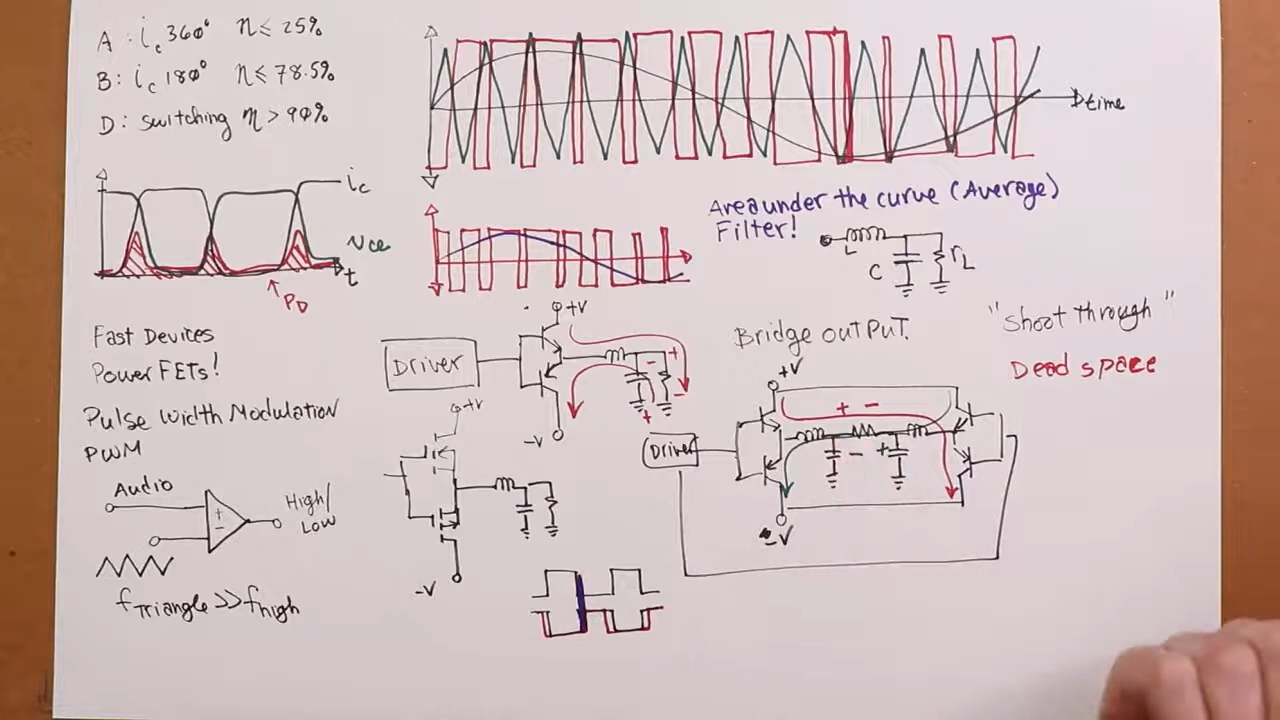 A: ic 360° η ≤ 25%
B: ic 180° η ≤ 78.5%
D: switching η > 90%
time
ic
Vce
t
PD
Area under the curve (Average)
Filter!
L
C
rL
Fast Devices
Power FETs!
Pulse Width Modulation
PWM
Audio
+
-
High/
Low
fTriangle >> fhigh
+V
Driver
- +
-
+
-V
+V
-V
Bridge output.
+V
+ -
Driver
- +
-V
"Shoot through"
Dead space